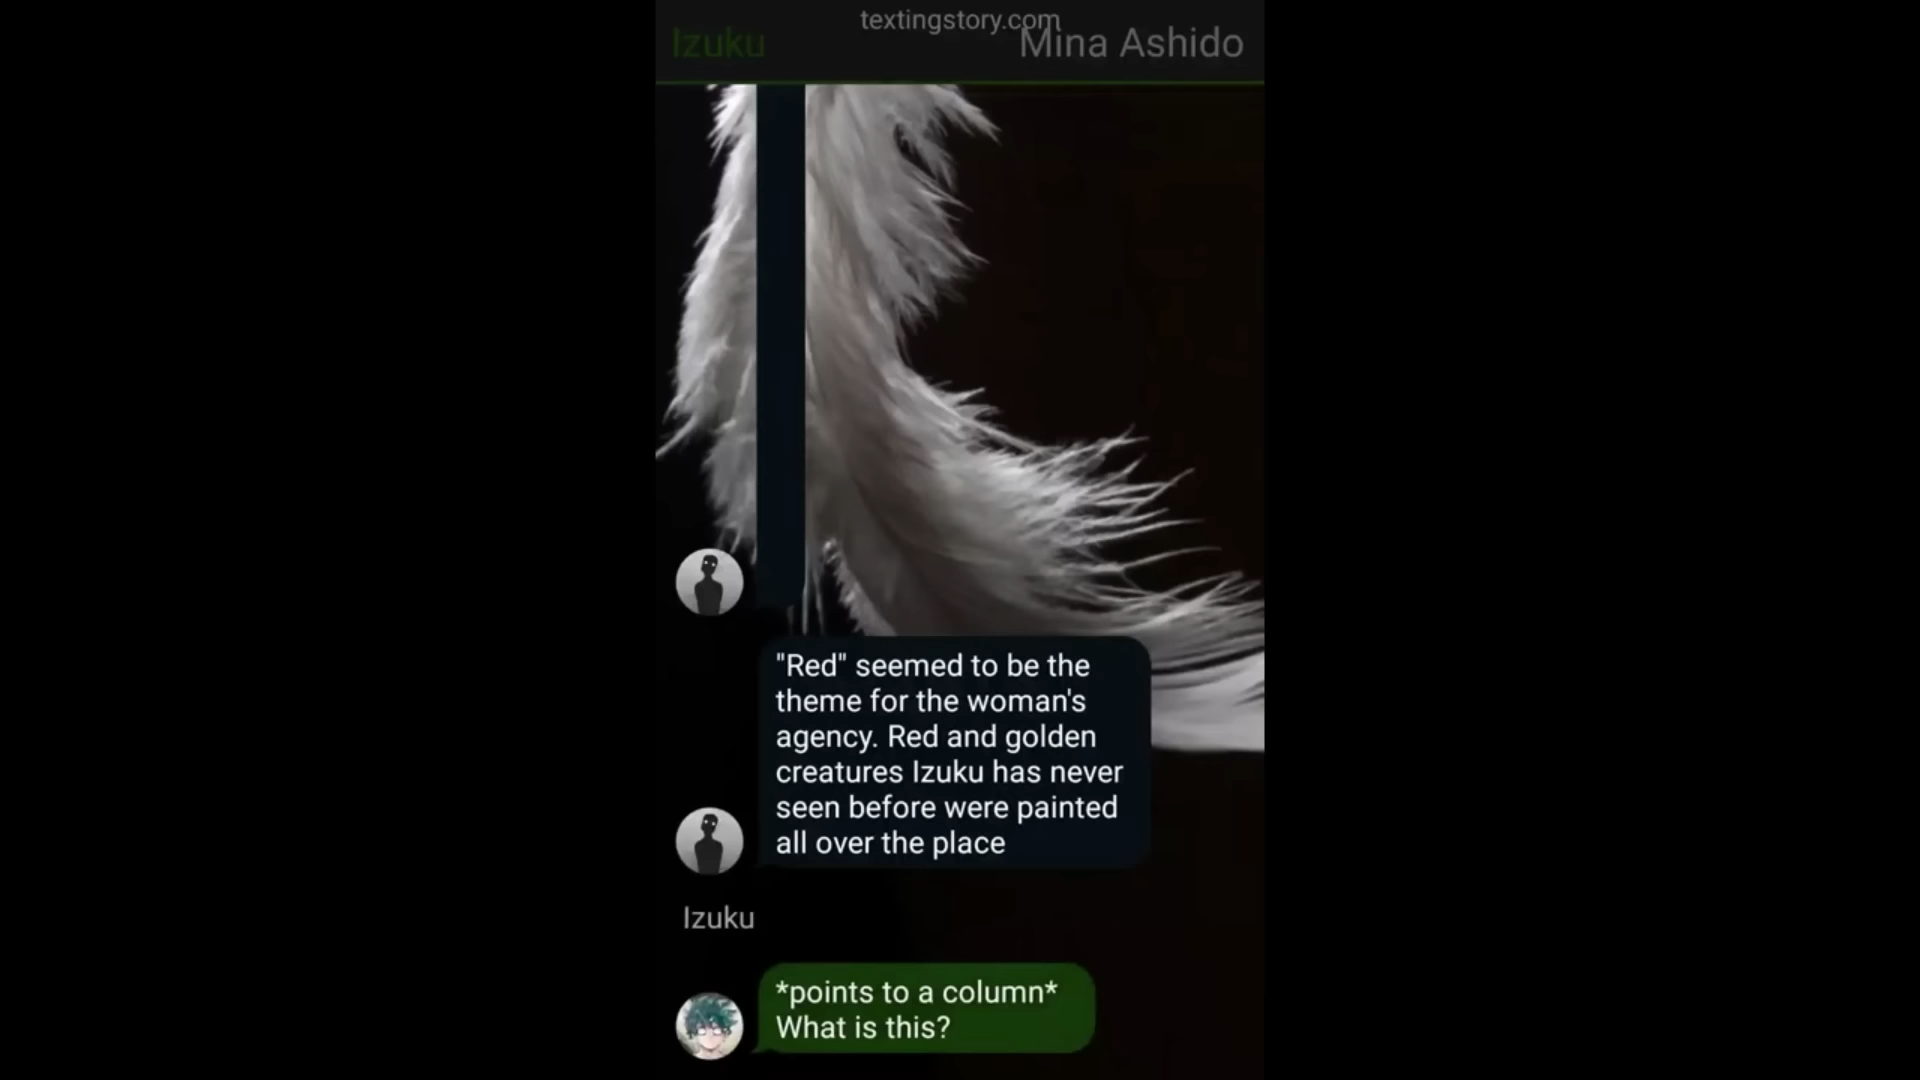 textingstory.com
Izuku
Mina Ashido
"Red" seemed to be the
theme for the woman's
agency. Red and golden
creatures Izuku has never
seen before were painted
all over the place
Izuku
*points to a column*
What is this?